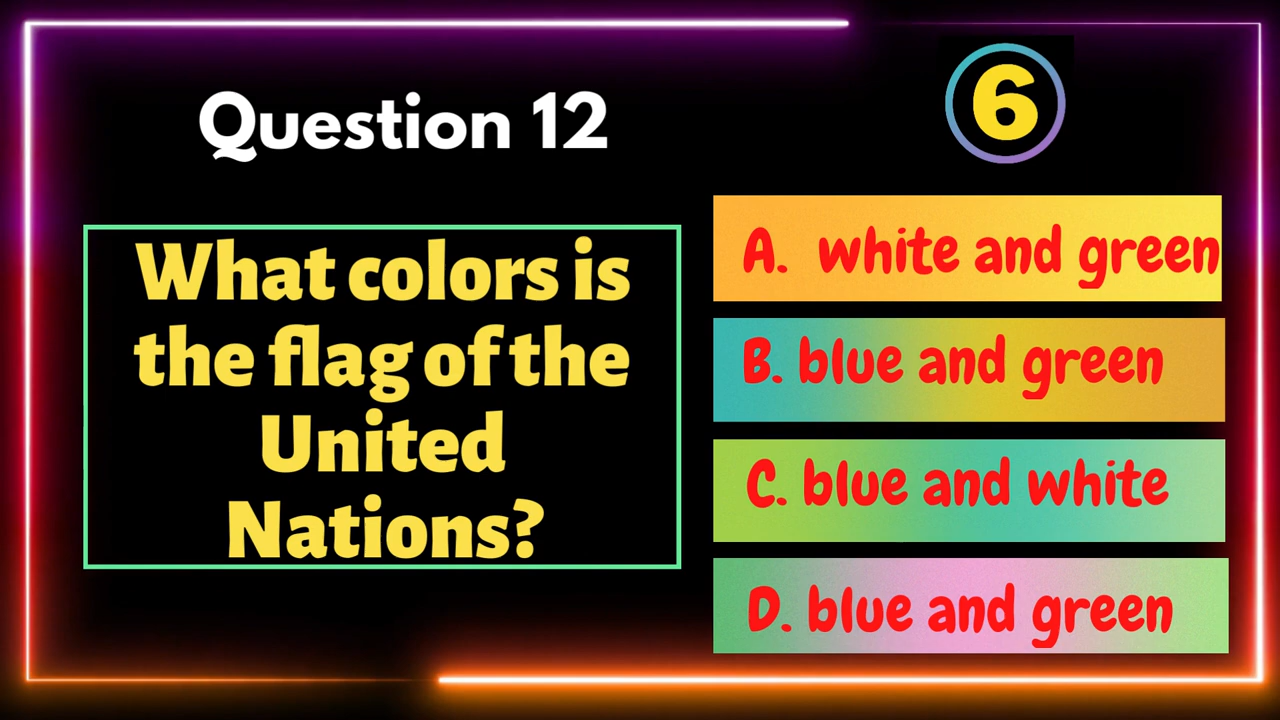 Question 12
6
What colors is
the flag of the
United
Nations?
A. white and green
B. blue and green
C. blue and white
D. blue and green